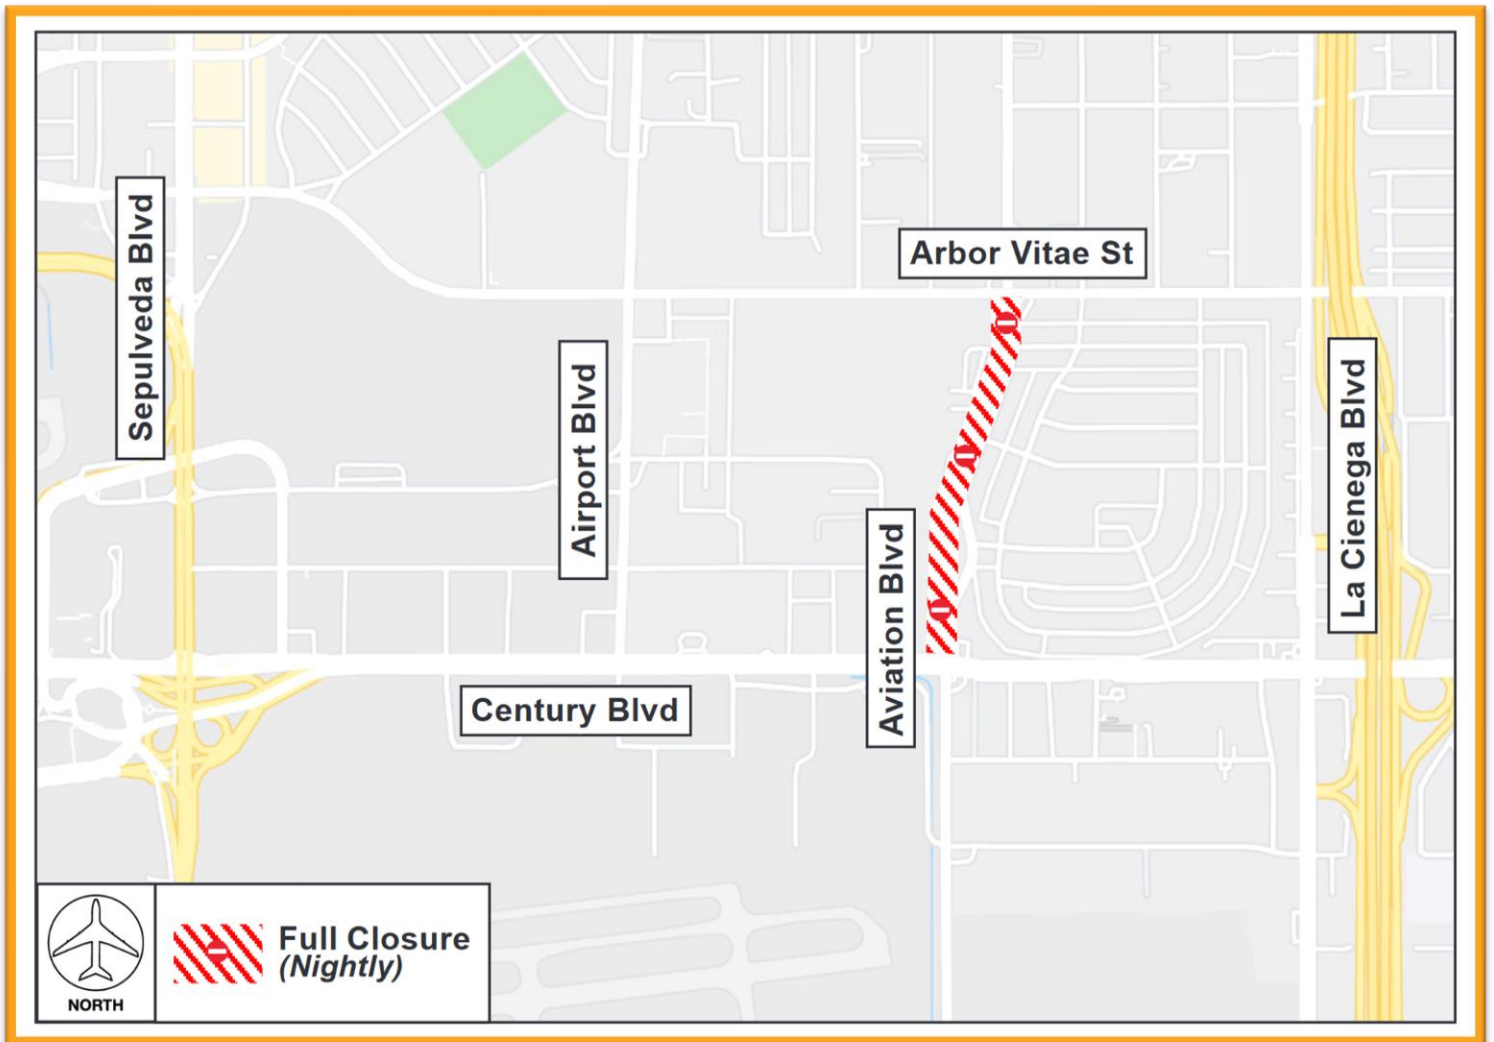 Sepulveda Blvd
Arbor Vitae St
Airport Blvd
La Cienega Blvd
Aviation Blvd
Century Blvd
NORTH
Full Closure
(Nightly)